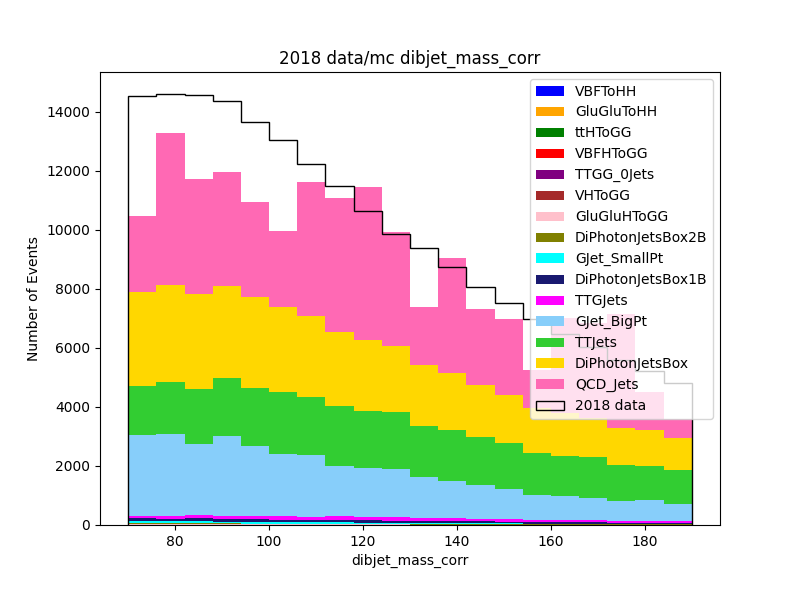 2018 data/mc dibjet_mass_corr
Number of Events
14000
12000
10000
8000
6000
4000
2000
0
80 100 120 140 160 180
dibjet_mass_corr
VBFToHH
GluGluToHH
ttHToGG
VBFHToGG
TTGG_0Jets
VHToGG
GluGluHToGG
DiPhotonJetsBox2B
GJet_SmallPt
DiPhotonJetsBox1B
TTGJets
GJet_BigPt
TTJets
DiPhotonJetsBox
QCD_Jets
2018 data